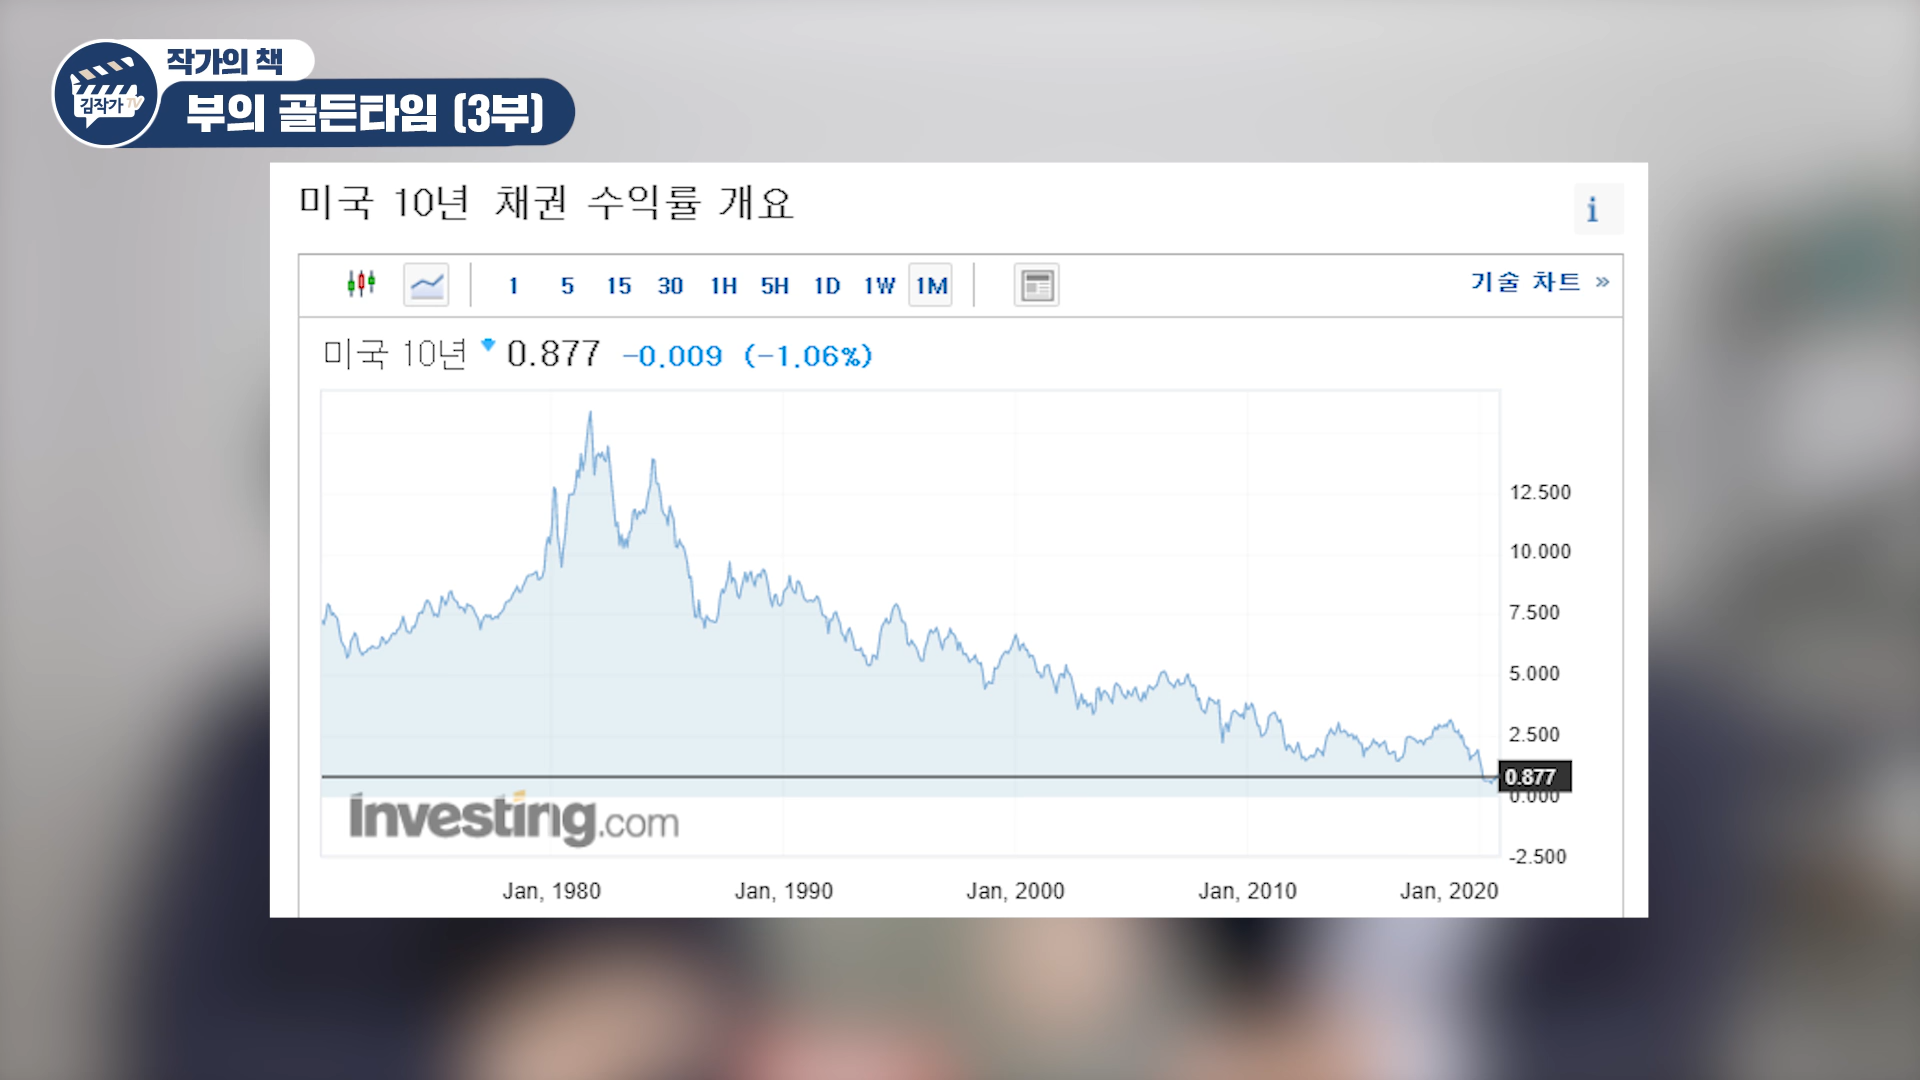 작가의 책
김작가 TV
부의 골든타임 (3부)
미국 10년 채권 수익률 개요
i
1 5 15 30 1H 5H 1D 1W 1M
기술 차트 »
미국 10년 0.877 -0.009 (-1.06%)
12.500
10.000
7.500
5.000
2.500
0.877
0.000
-2.500
Investing.com
Jan, 1980 Jan, 1990 Jan, 2000 Jan, 2010 Jan, 2020